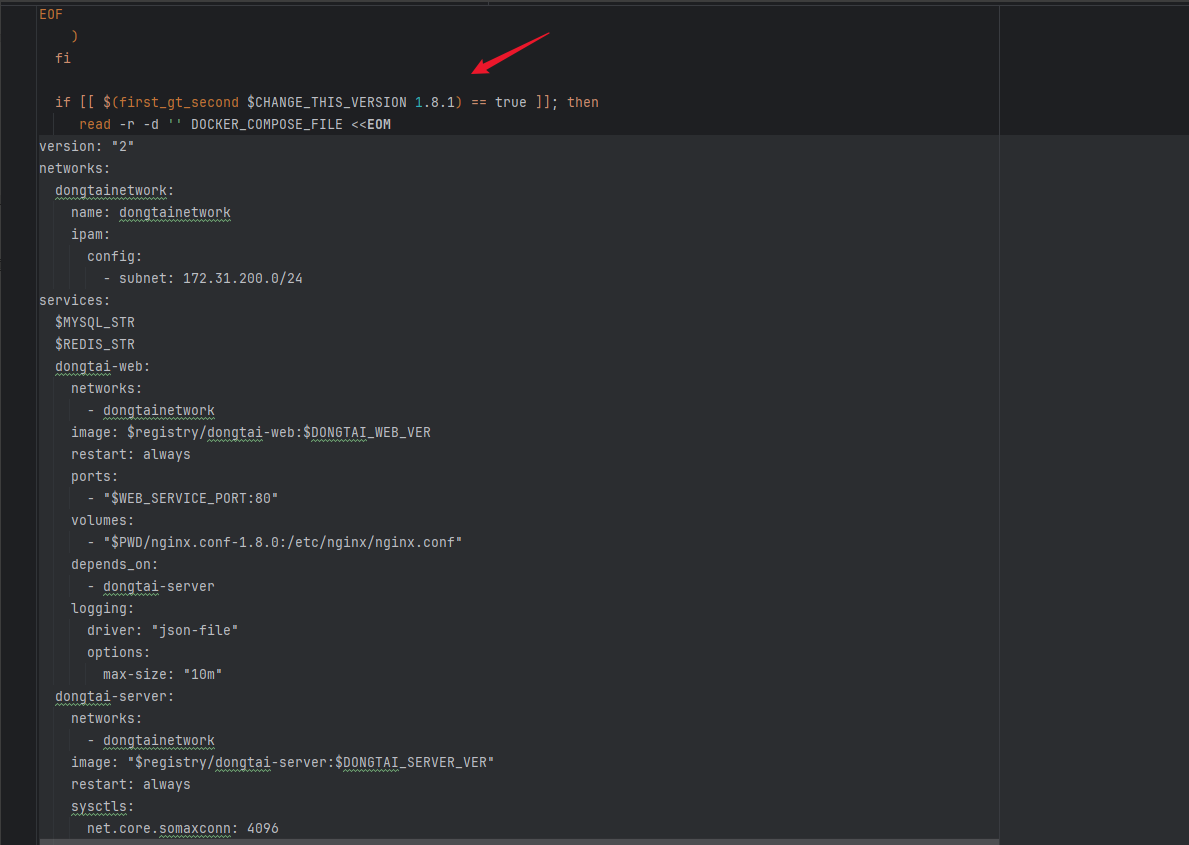 EOF
    )
  fi

  if [[ $(first_gt_second $CHANGE_THIS_VERSION 1.8.1) == true ]]; then
     read -r -d '' DOCKER_COMPOSE_FILE <<EOM
version: "2"
networks:
  dongtainetwork:
    name: dongtainetwork
    ipam:
      config:
        - subnet: 172.31.200.0/24
services:
  $MYSQL_STR
  $REDIS_STR
  dongtai-web:
    networks:
      - dongtainetwork
    image: $registry/dongtai-web:$DONGTAI_WEB_VER
    restart: always
    ports:
      - "$WEB_SERVICE_PORT:80"
    volumes:
      - "$PWD/nginx.conf-1.8.0:/etc/nginx/nginx.conf"
    depends_on:
      - dongtai-server
    logging:
      driver: "json-file"
      options:
        max-size: "10m"
  dongtai-server:
    networks:
      - dongtainetwork
    image: "$registry/dongtai-server:$DONGTAI_SERVER_VER"
    restart: always
    sysctls:
      net.core.somaxconn: 4096